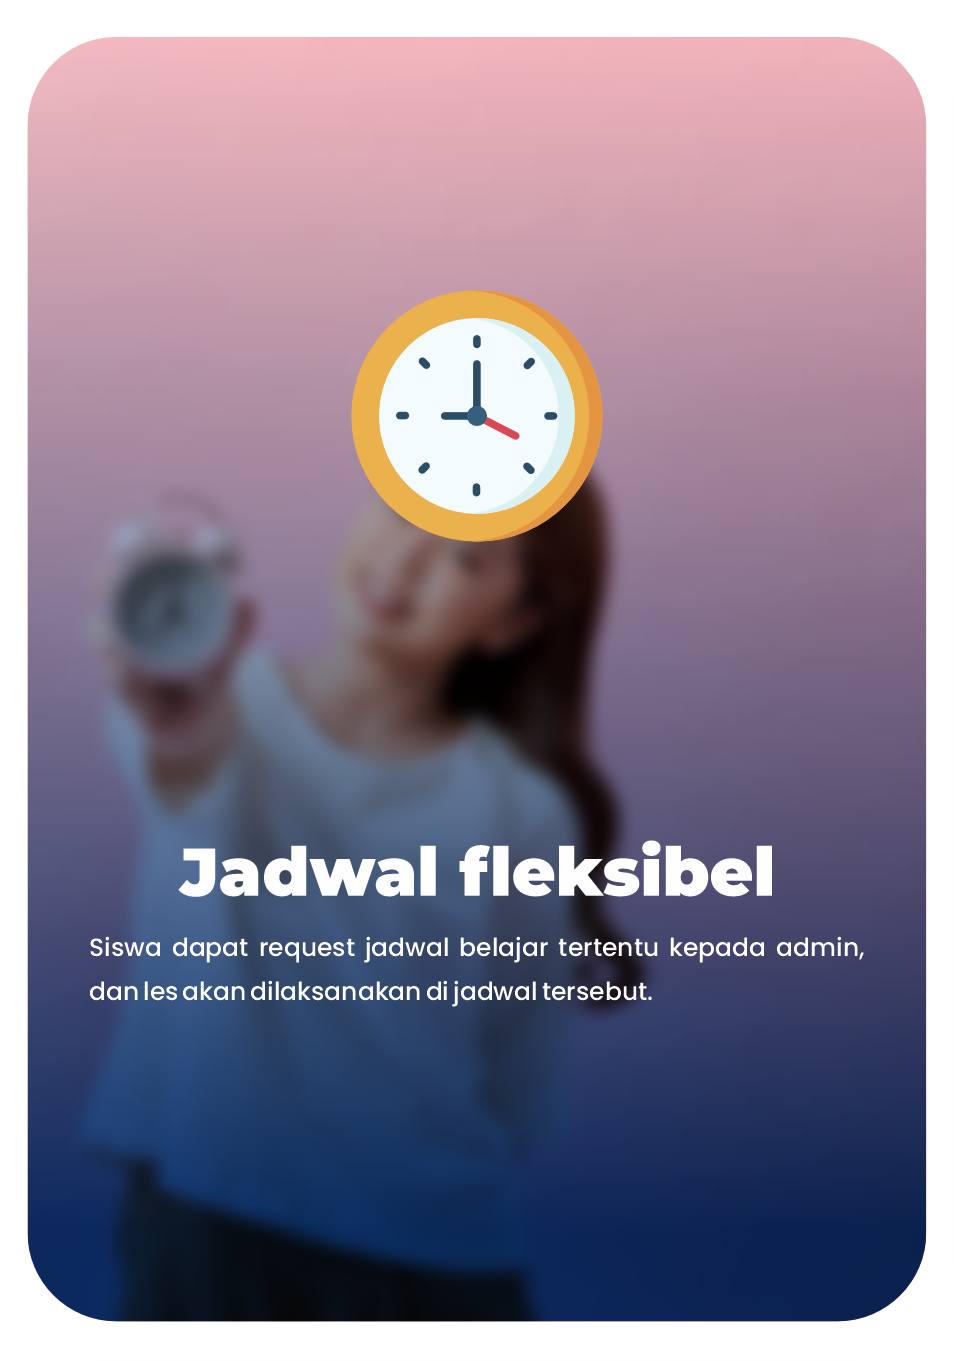 Jadwal fleksibel
Siswa dapat request jadwal belajar tertentu kepada admin,
dan les akan dilaksanakan di jadwal tersebut.